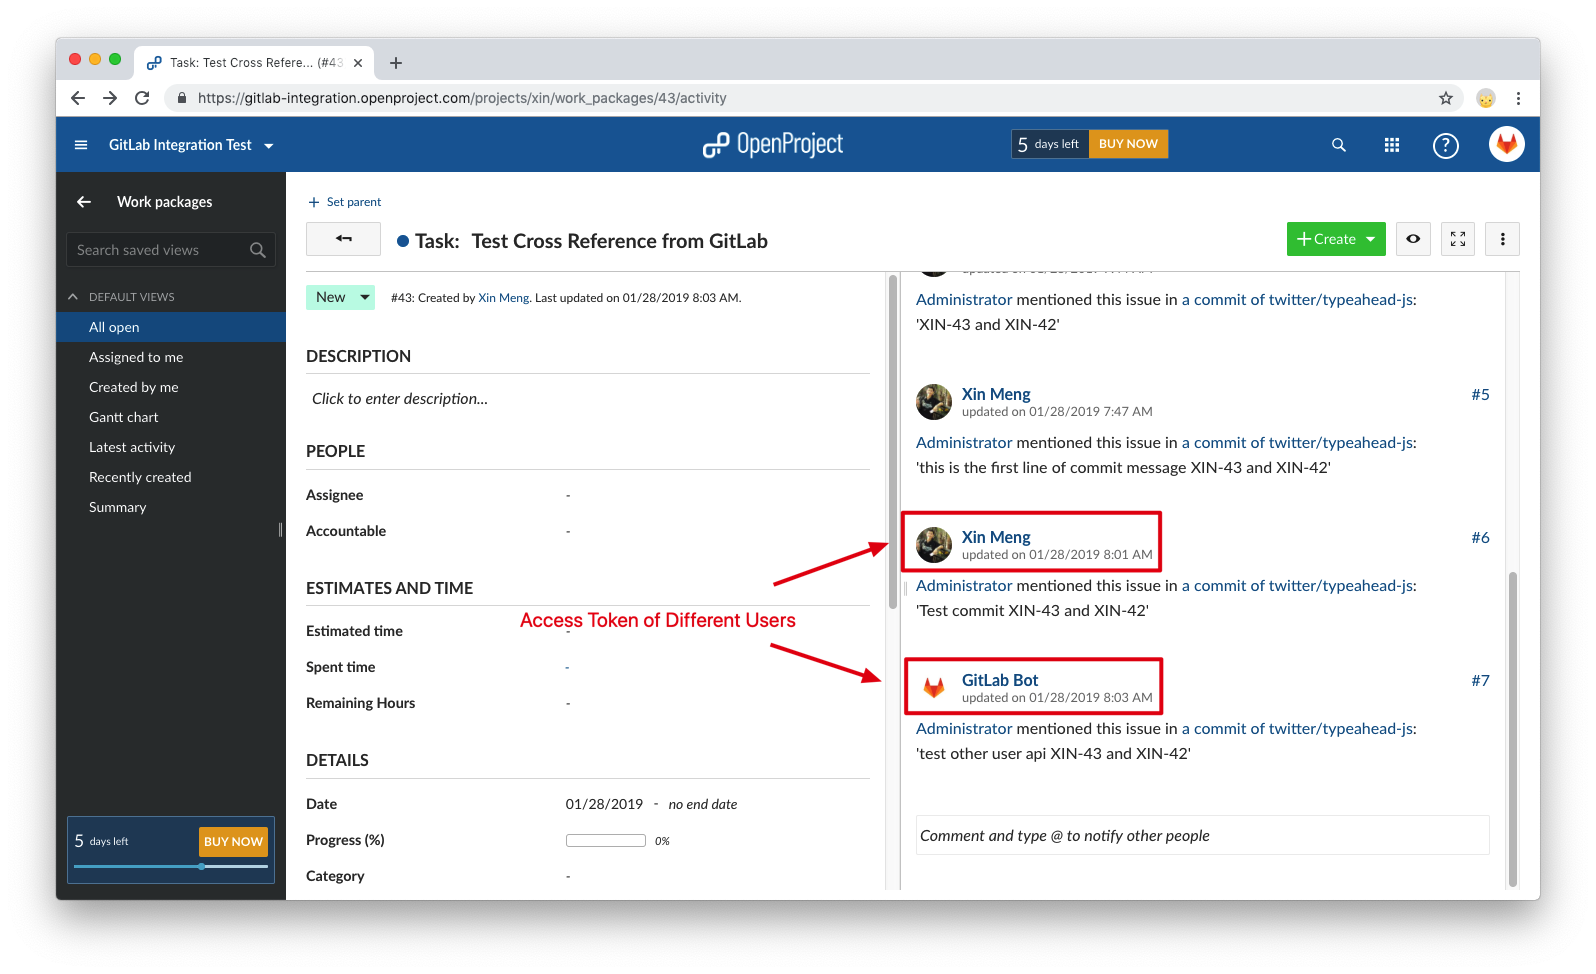 Task: Test Cross Refere... (#43
https://gitlab-integration.openproject.com/projects/xin/work_packages/43/activity
GitLab Integration Test
OpenProject
5 days left
BUY NOW
?
Work packages
Search saved views
DEFAULT VIEWS
All open
Assigned to me
Created by me
Gantt chart
Latest activity
Recently created
Summary
5 days left
BUY NOW
+ Set parent
Task: Test Cross Reference from GitLab
+ Create
New
#43: Created by Xin Meng. Last updated on 01/28/2019 8:03 AM.
DESCRIPTION
Click to enter description...
PEOPLE
Assignee -
Accountable -
ESTIMATES AND TIME
Access Token of Different Users
Estimated time -
Spent time -
Remaining Hours -
DETAILS
Date 01/28/2019 - no end date
Progress (%) 0%
Category -
Administrator mentioned this issue in a commit of twitter/typeahead-js:
'XIN-43 and XIN-42'
Xin Meng #5
updated on 01/28/2019 7:47 AM
Administrator mentioned this issue in a commit of twitter/typeahead-js:
'this is the first line of commit message XIN-43 and XIN-42'
Xin Meng #6
updated on 01/28/2019 8:01 AM
Administrator mentioned this issue in a commit of twitter/typeahead-js:
'Test commit XIN-43 and XIN-42'
GitLab Bot #7
updated on 01/28/2019 8:03 AM
Administrator mentioned this issue in a commit of twitter/typeahead-js:
'test other user api XIN-43 and XIN-42'
Comment and type @ to notify other people